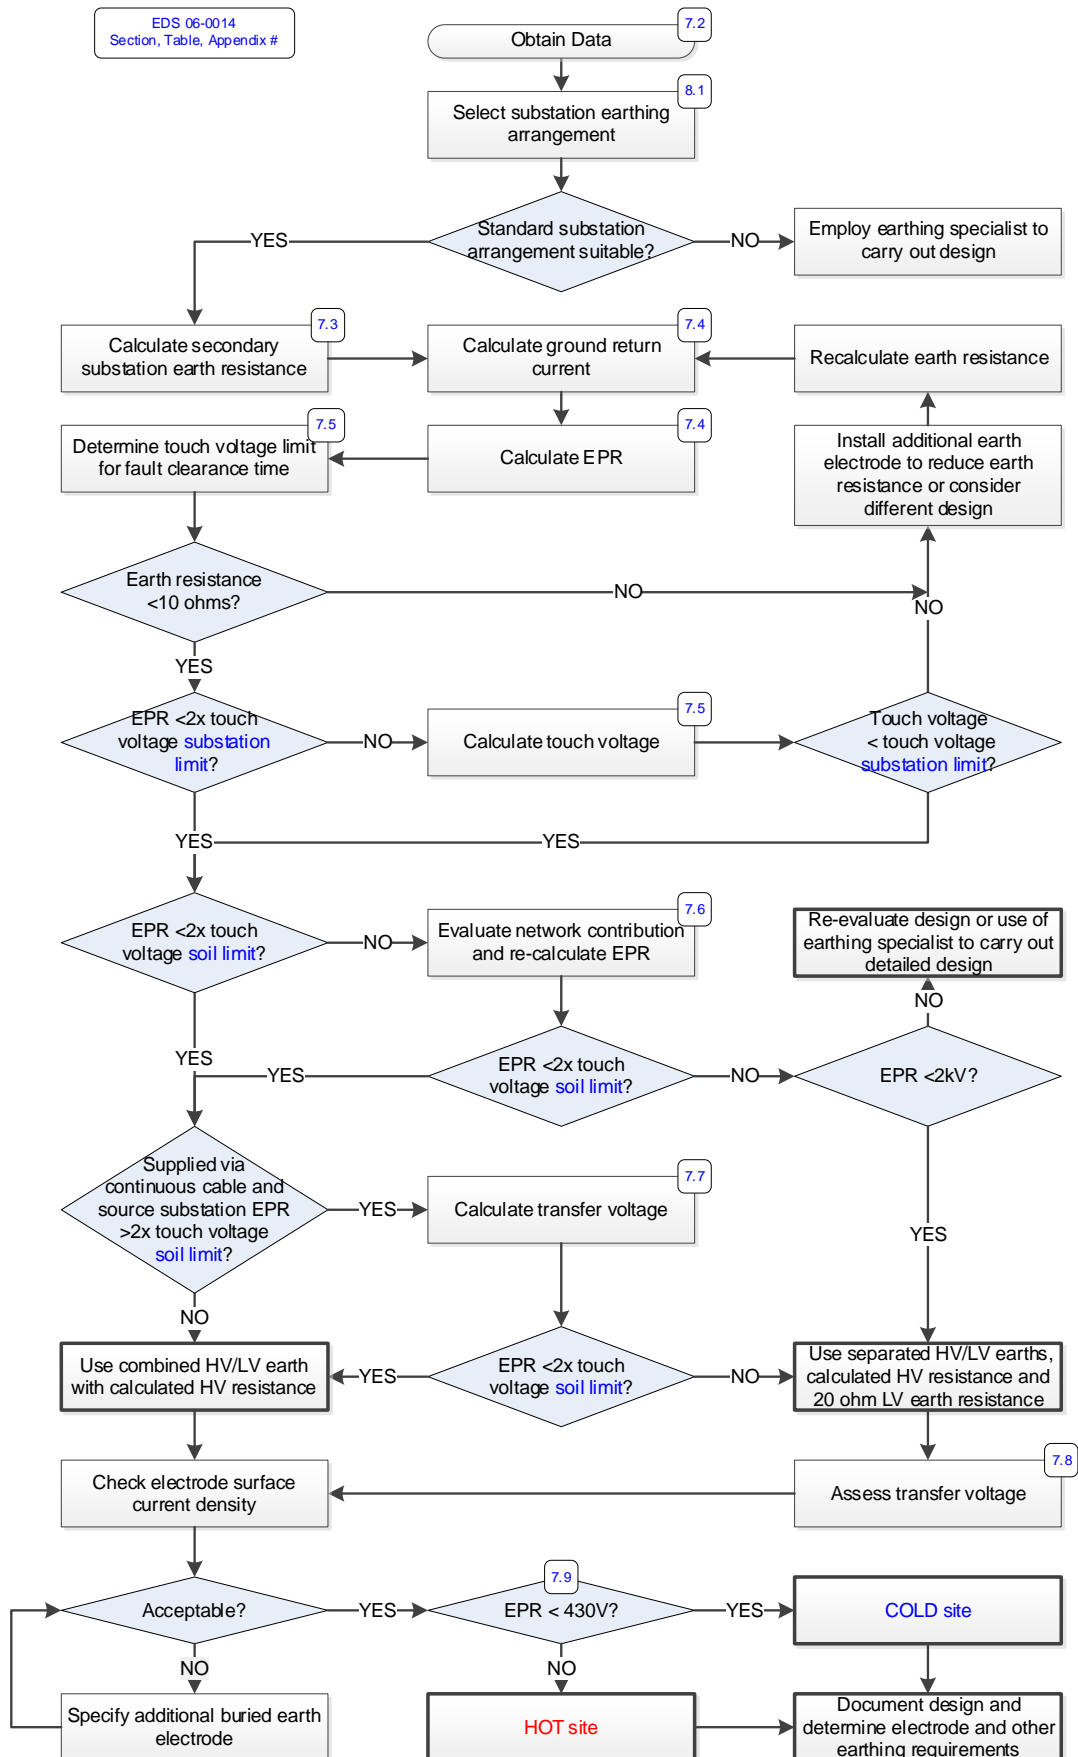 EDS 06-0014
Section, Table, Appendix #
7.2
Obtain Data
8.1
Select substation earthing
arrangement
Standard substation
arrangement suitable?
YES
NO
Employ earthing specialist to
carry out design
7.3
Calculate secondary
substation earth resistance
7.4
Calculate ground return
current
Recalculate earth resistance
7.5
Determine touch voltage limit
for fault clearance time
7.4
Calculate EPR
Install additional earth
electrode to reduce earth
resistance or consider
different design
Earth resistance
<10 ohms?
NO
NO
YES
EPR <2x touch
voltage substation
limit?
NO
7.5
Calculate touch voltage
Touch voltage
< touch voltage
substation limit?
YES
YES
EPR <2x touch
voltage soil limit?
NO
7.6
Evaluate network contribution
and re-calculate EPR
Re-evaluate design or use of
earthing specialist to carry out
detailed design
NO
YES
YES
EPR <2x touch
voltage soil limit?
NO
EPR <2kV?
Supplied via
continuous cable and
source substation EPR
>2x touch voltage
soil limit?
YES
7.7
Calculate transfer voltage
YES
NO
Use combined HV/LV earth
with calculated HV resistance
YES
EPR <2x touch
voltage soil limit?
NO
Use separated HV/LV earths,
calculated HV resistance and
20 ohm LV earth resistance
Check electrode surface
current density
7.8
Assess transfer voltage
Acceptable?
YES
7.9
EPR < 430V?
YES
COLD site
NO
NO
Specify additional buried earth
electrode
HOT site
Document design and
determine electrode and other
earthing requirements